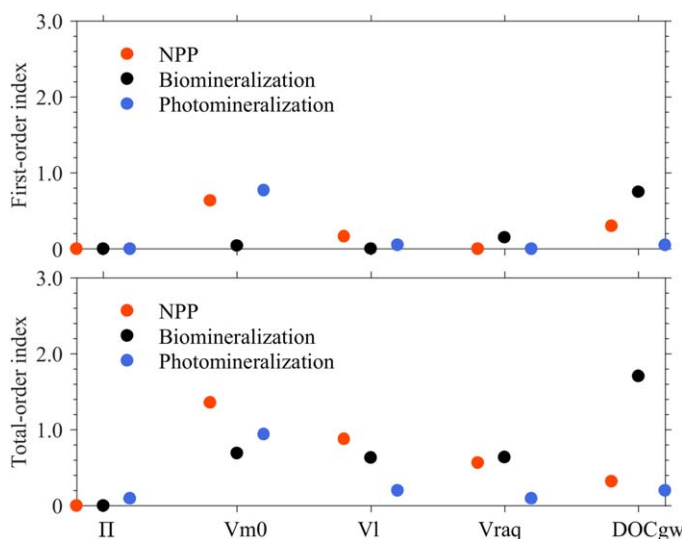 First-order index
3.0
2.0
1.0
0
NPP
Biomineralization
Photomineralization
Total-order index
3.0
2.0
1.0
0
NPP
Biomineralization
Photomineralization
Π Vm0 Vl Vraq DOCgw